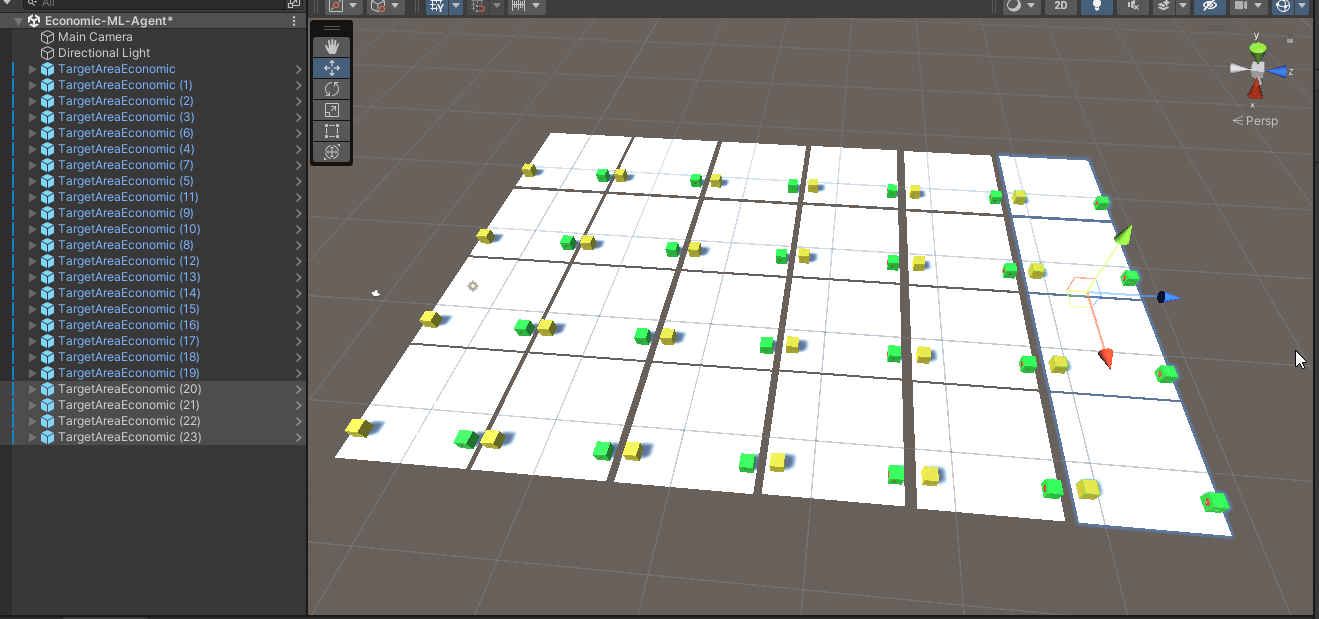 All
Economic-ML-Agent*
2D
Main Camera
Directional Light
TargetAreaEconomic
TargetAreaEconomic (1)
TargetAreaEconomic (2)
TargetAreaEconomic (3)
TargetAreaEconomic (6)
TargetAreaEconomic (4)
TargetAreaEconomic (7)
TargetAreaEconomic (5)
TargetAreaEconomic (11)
TargetAreaEconomic (9)
TargetAreaEconomic (10)
TargetAreaEconomic (8)
TargetAreaEconomic (12)
TargetAreaEconomic (13)
TargetAreaEconomic (14)
TargetAreaEconomic (15)
TargetAreaEconomic (16)
TargetAreaEconomic (17)
TargetAreaEconomic (18)
TargetAreaEconomic (19)
TargetAreaEconomic (20)
TargetAreaEconomic (21)
TargetAreaEconomic (22)
TargetAreaEconomic (23)
y
z
x
Persp